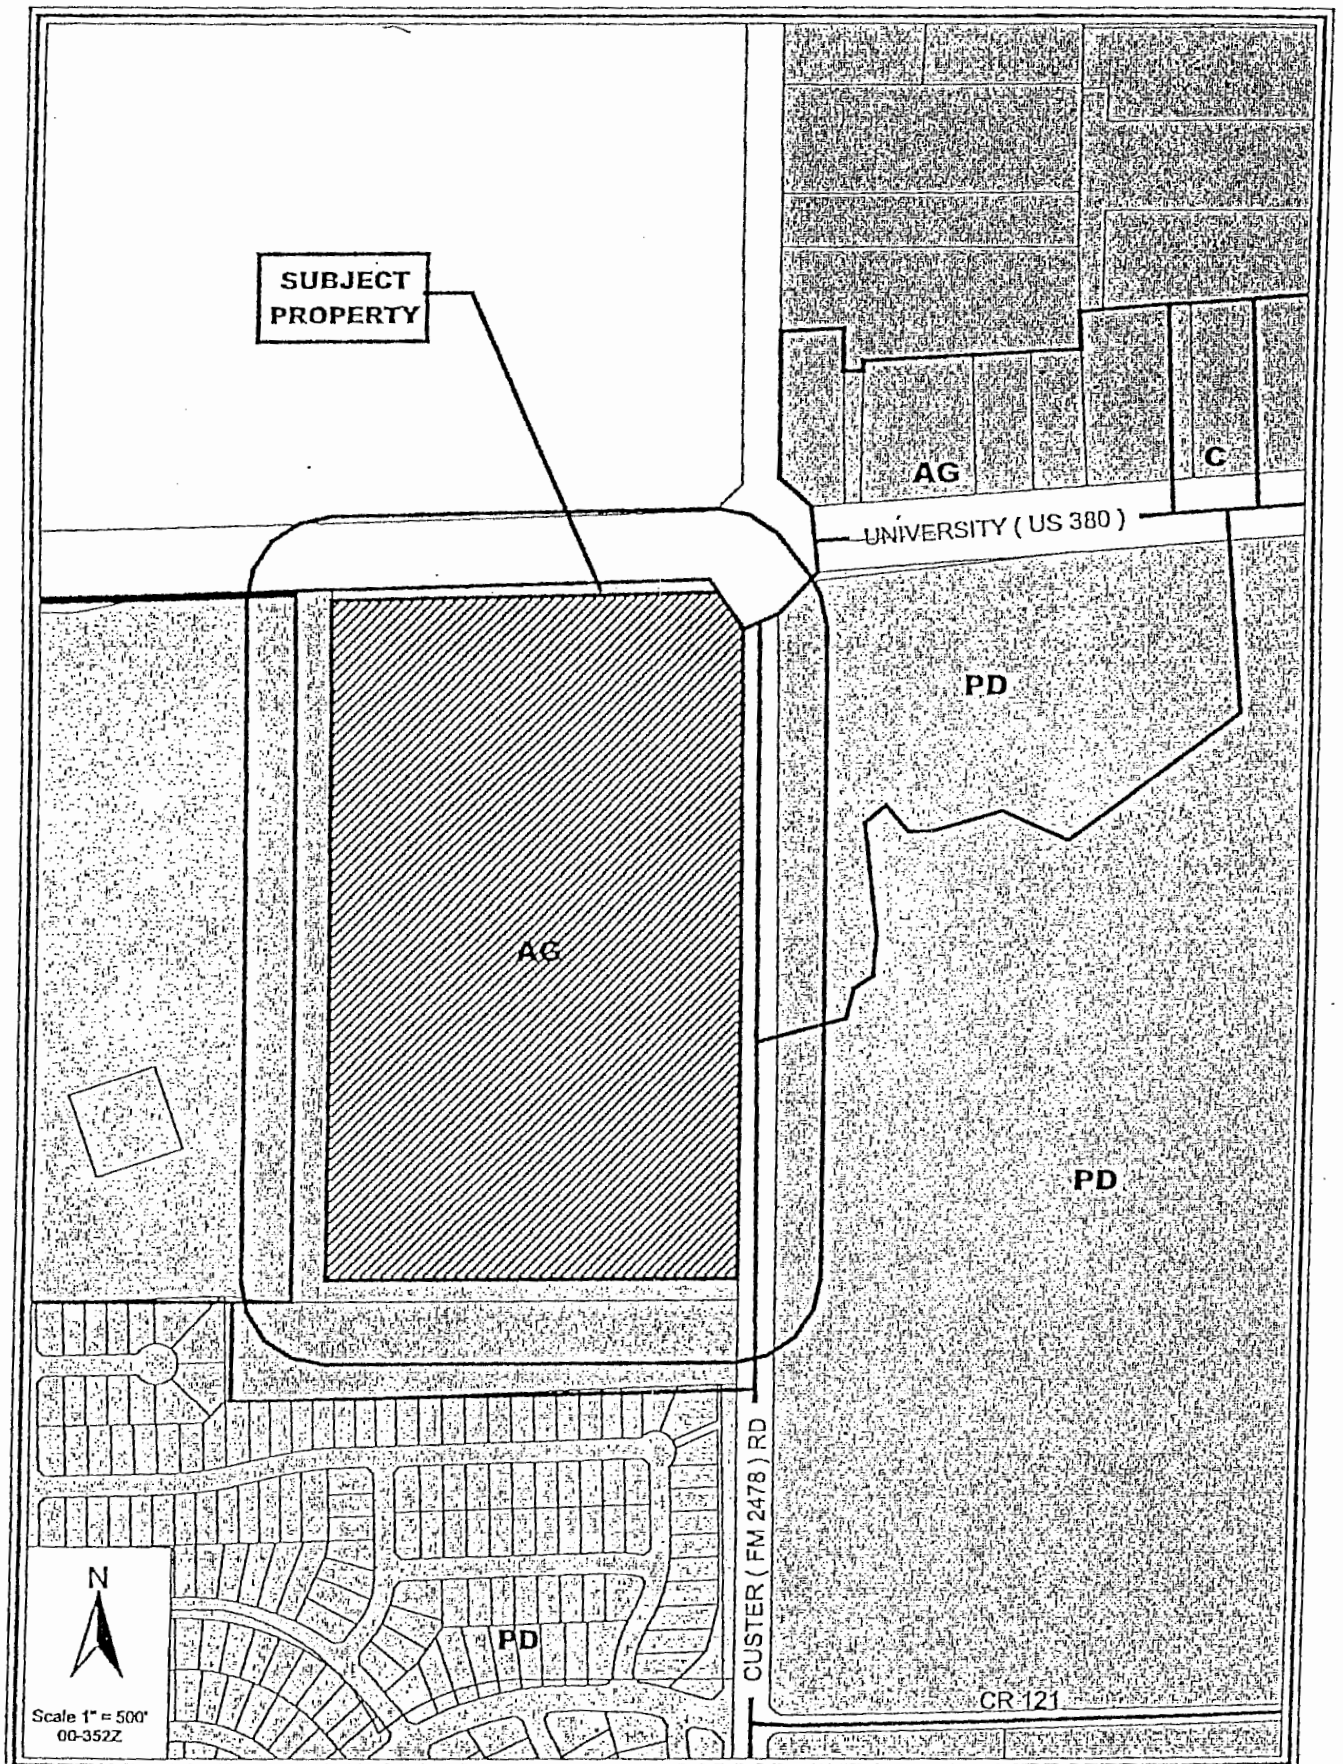 SUBJECT
PROPERTY
AG
C
UNIVERSITY ( US 380 )
PD
AG
PD
CUSTER ( FM 2478 ) RD
N
PD
Scale 1" = 500'
00-352Z
CR 121